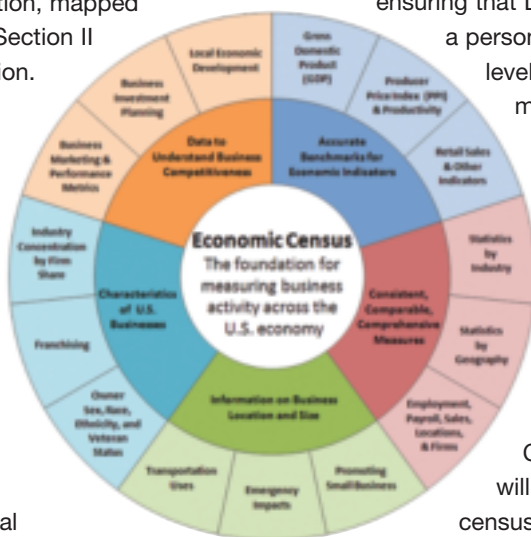 ction, mapped
Section II
tion.
ensuring that D
a person
level
m
Gross
Domestic
Product
(GDP)
Producer
Price Index (PPI)
& Productivity
Retail Sales
& Other
Indicators
Accurate
Benchmarks for
Economic Indicators
Local Economic
Development
Business
Investment
Planning
Business
Marketing &
Performance
Metrics
Data to
Understand Business
Competitiveness
Economic Census
The foundation for
measuring business
activity across the
U.S. economy
Statistics
by
Industry
Statistics
by
Geography
Employment,
Payroll, Sales,
Locations,
& Firms
Consistent,
Comparable,
Comprehensive
Measures
Industry
Concentration
by Firm
Share
Franchising
Owner
Sex, Race,
Ethnicity, and
Veteran
Status
Characteristics
of U.S.
Businesses
Information on Business
Location and Size
Transportation
Uses
Emergency
Impacts
Promoting
Small Business
al
will
census